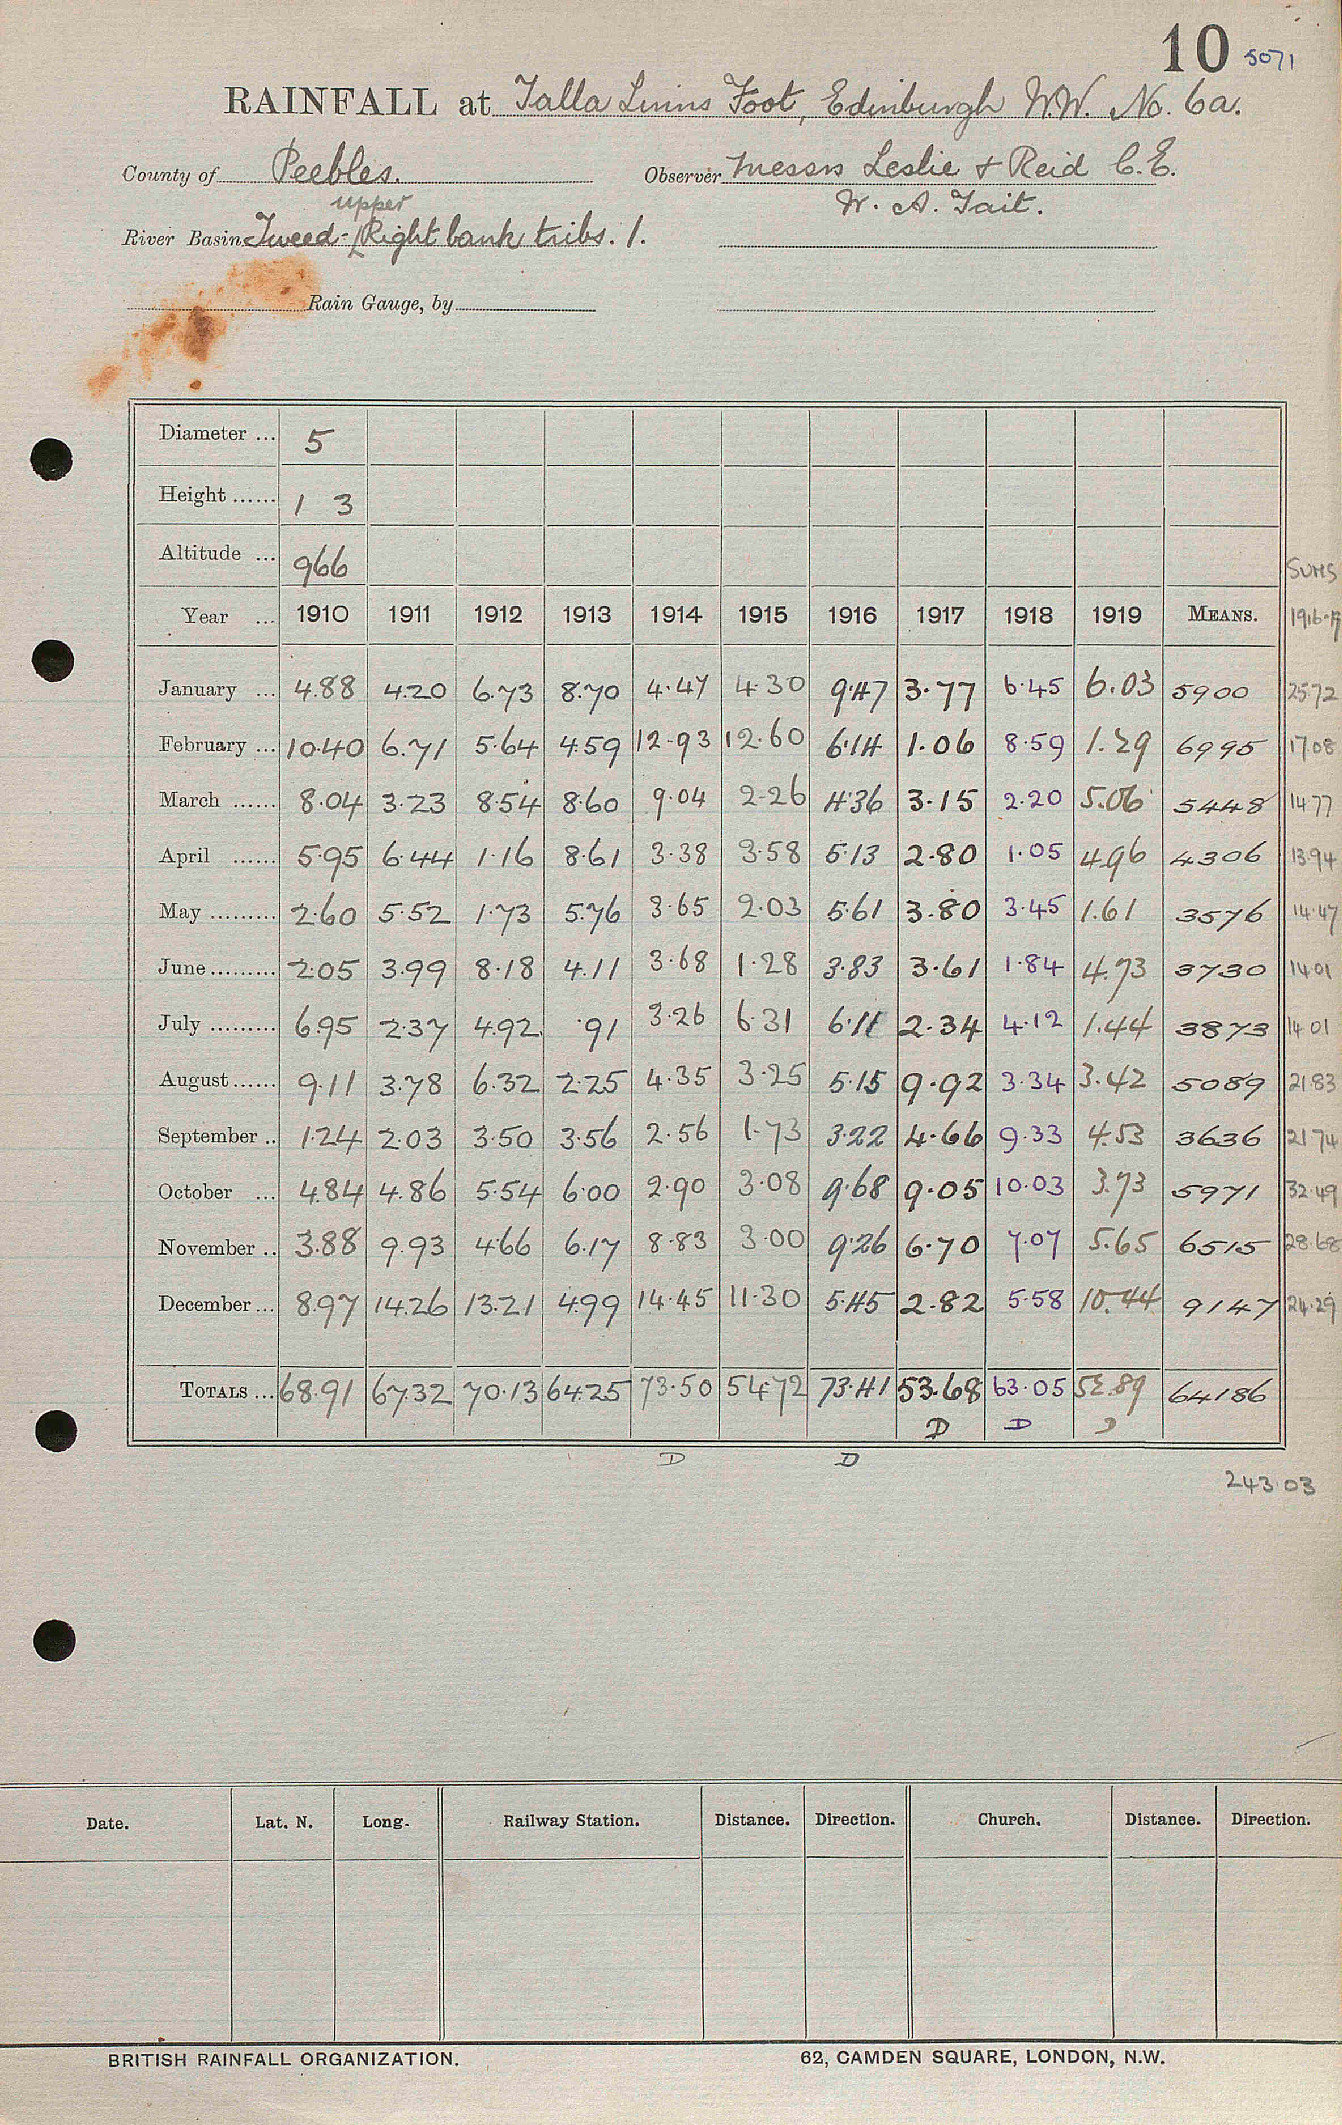 10 5071
RAINFALL at Talla Linns Foot, Edinburgh W.W. No. 6a.
County of Peebles. Observer Messrs Leslie & Reid C.E.
upper W. A. Tait.
River Basin Tweed - Right bank tribs. 1.
Rain Gauge, by
Diameter ... 5
Height ...... 1 3
Altitude ... 966
SUMS
Year ... 1910 1911 1912 1913 1914 1915 1916 1917 1918 1919 MEANS. 1916-19
January ... 4.88 4.20 6.73 8.70 4.47 4.30 9.47 3.77 6.45 6.03 5900 25.72
February ... 10.40 6.71 5.64 4.59 12.93 12.60 6.14 1.06 8.59 1.29 6995 17.08
March ...... 8.04 3.23 8.54 8.60 9.04 2.26 4.36 3.15 2.20 5.06 5448 14.77
April ...... 5.95 6.44 1.16 8.61 3.38 3.58 5.13 2.80 1.05 4.96 4306 13.94
May ......... 2.60 5.52 1.73 5.76 3.65 2.03 5.61 3.80 3.45 1.61 3576 14.47
June ......... 2.05 3.99 8.18 4.11 3.68 1.28 3.83 3.61 1.84 4.73 3730 14.01
July ......... 6.95 2.37 4.92 .91 3.26 6.31 6.11 2.34 4.12 1.44 3873 14.01
August ...... 9.11 3.78 6.32 2.25 4.35 3.25 5.15 9.92 3.34 3.42 5089 21.83
September .. 1.24 2.03 3.50 3.56 2.56 1.73 3.22 4.66 9.33 4.53 3636 21.74
October ... 4.84 4.86 5.54 6.00 2.90 3.08 9.68 9.05 10.03 3.73 5971 32.49
November .. 3.88 9.93 4.66 6.17 8.83 3.00 9.26 6.70 7.07 5.65 6515 28.68
December ... 8.97 14.26 13.21 4.99 14.45 11.30 5.45 2.82 5.58 10.44 9147 24.29
TOTALS ... 68.91 67.32 70.13 64.25 73.50 54.72 73.41 53.68 63.05 52.89 64186
D D D
D D
243.03
Date. Lat. N. Long. Railway Station. Distance. Direction. Church. Distance. Direction.
BRITISH RAINFALL ORGANIZATION. 62, CAMDEN SQUARE, LONDON, N.W.